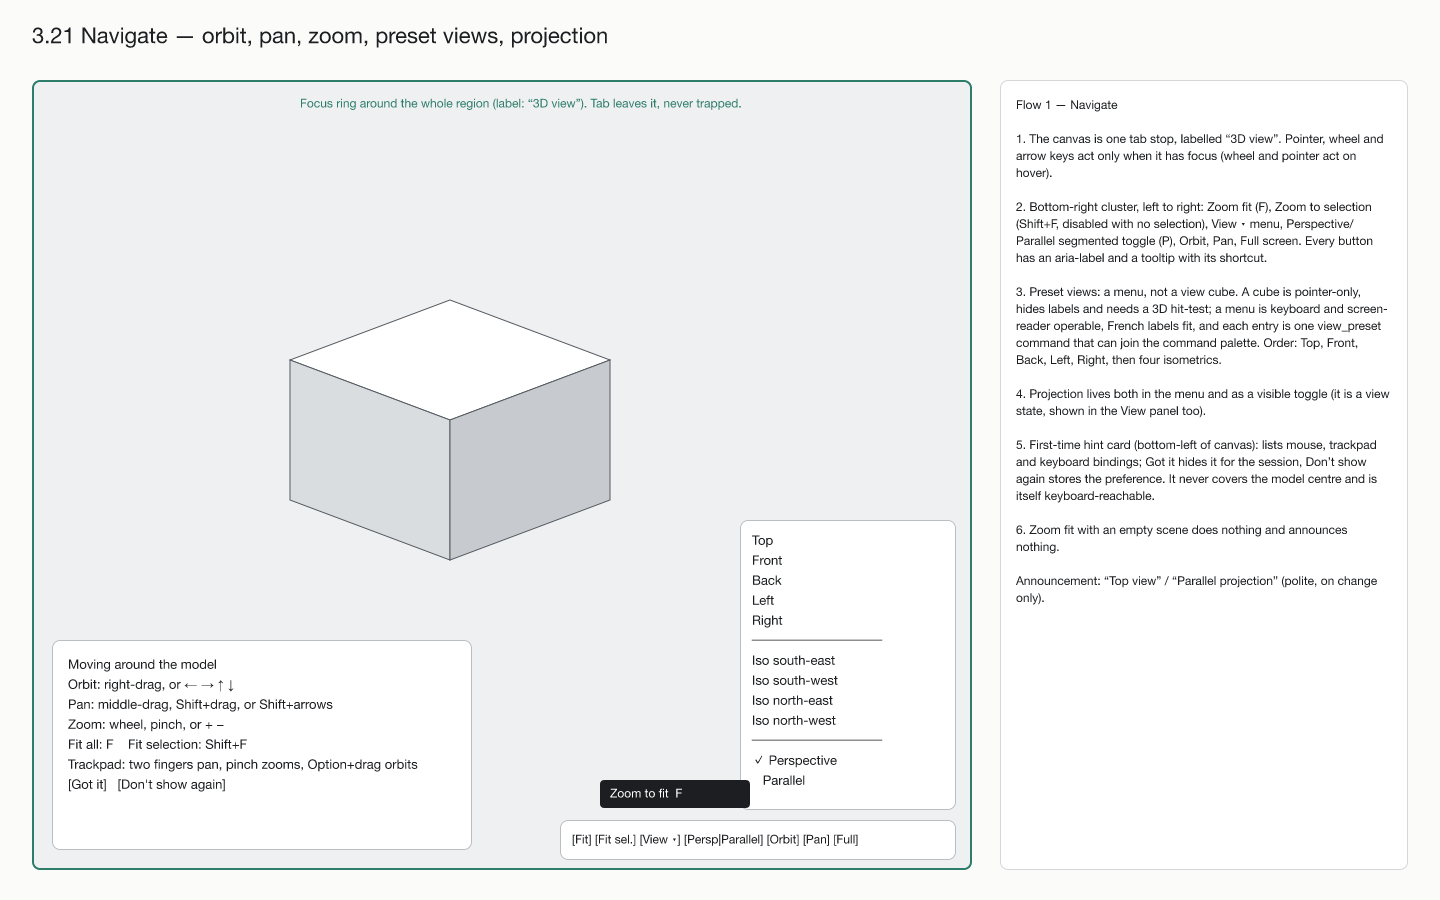 3.21 Navigate — orbit, pan, zoom, preset views, projection
Focus ring around the whole region (label: “3D view”). Tab leaves it, never trapped.
Top
Front
Back
Left
Right
Iso south-east
Iso south-west
Iso north-east
Iso north-west
✓ Perspective
Parallel
Moving around the model
Orbit: right-drag, or ← → ↑ ↓
Pan: middle-drag, Shift+drag, or Shift+arrows
Zoom: wheel, pinch, or + –
Fit all: F    Fit selection: Shift+F
Trackpad: two fingers pan, pinch zooms, Option+drag orbits
[Got it]   [Don't show again]
Zoom to fit  F
[Fit] [Fit sel.] [View ▾] [Persp|Parallel] [Orbit] [Pan] [Full]
Flow 1 — Navigate
1. The canvas is one tab stop, labelled “3D view”. Pointer, wheel and
arrow keys act only when it has focus (wheel and pointer act on
hover).
2. Bottom-right cluster, left to right: Zoom fit (F), Zoom to selection
(Shift+F, disabled with no selection), View ▾ menu, Perspective/
Parallel segmented toggle (P), Orbit, Pan, Full screen. Every button
has an aria-label and a tooltip with its shortcut.
3. Preset views: a menu, not a view cube. A cube is pointer-only,
hides labels and needs a 3D hit-test; a menu is keyboard and screen-
reader operable, French labels fit, and each entry is one view_preset
command that can join the command palette. Order: Top, Front,
Back, Left, Right, then four isometrics.
4. Projection lives both in the menu and as a visible toggle (it is a view
state, shown in the View panel too).
5. First-time hint card (bottom-left of canvas): lists mouse, trackpad
and keyboard bindings; Got it hides it for the session, Don’t show
again stores the preference. It never covers the model centre and is
itself keyboard-reachable.
6. Zoom fit with an empty scene does nothing and announces
nothing.
Announcement: “Top view” / “Parallel projection” (polite, on change
only).